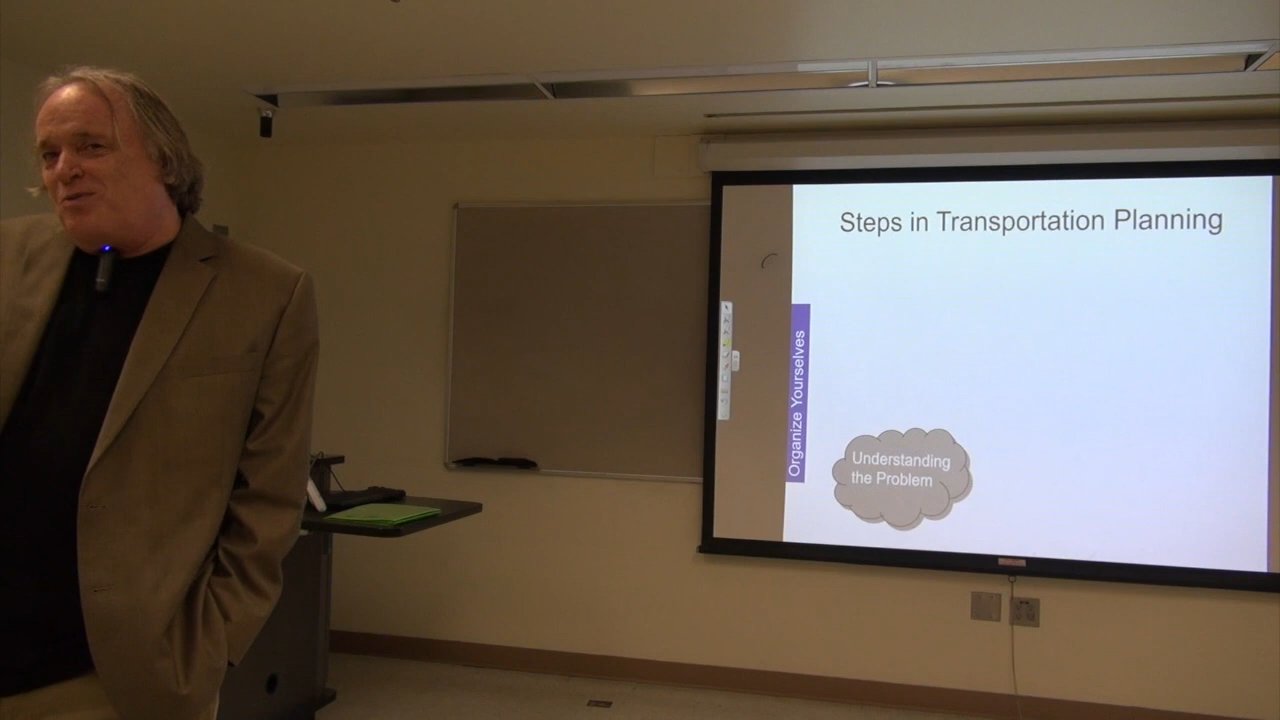 Steps in Transportation Planning
Organize Yourselves
Understanding
the Problem